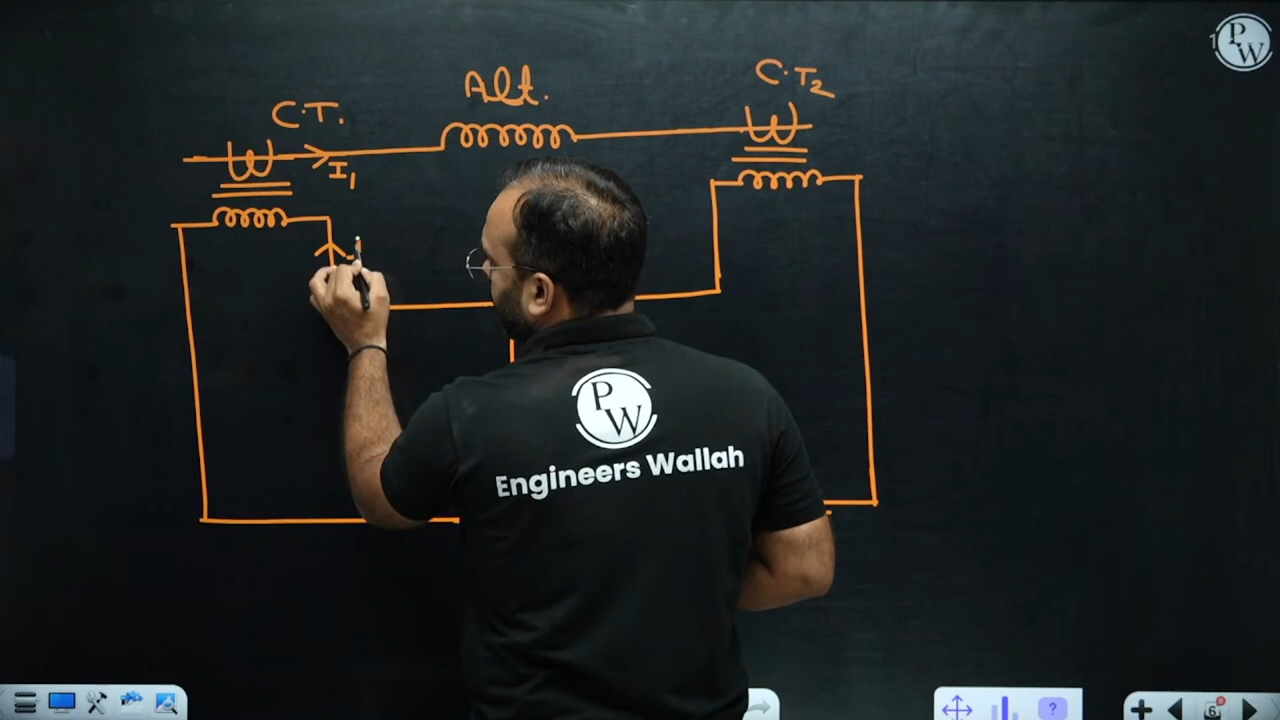 C.T.
Alt.
C.T2
I1
PW
PW
Engineers Wallah